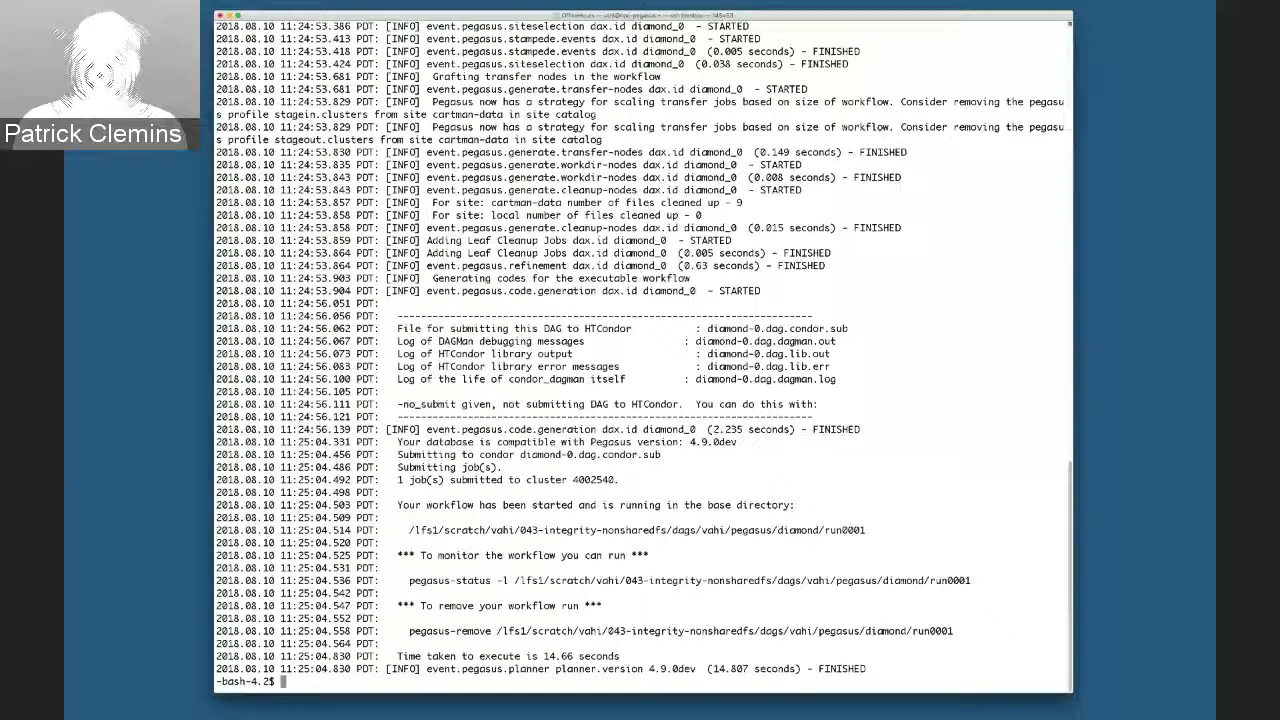 OfficeHours — vahi@hpc-pegasus:~ — ssh bamboo — 145×53
2018.08.10 11:24:53.386 PDT: [INFO] event.pegasus.siteselection dax.id diamond_0 - STARTED
2018.08.10 11:24:53.413 PDT: [INFO] event.pegasus.stampede.events dax.id diamond_0 - STARTED
2018.08.10 11:24:53.418 PDT: [INFO] event.pegasus.stampede.events dax.id diamond_0 (0.005 seconds) - FINISHED
2018.08.10 11:24:53.424 PDT: [INFO] event.pegasus.siteselection dax.id diamond_0 (0.038 seconds) - FINISHED
2018.08.10 11:24:53.681 PDT: [INFO] Grafting transfer nodes in the workflow
2018.08.10 11:24:53.681 PDT: [INFO] event.pegasus.generate.transfer-nodes dax.id diamond_0 - STARTED
2018.08.10 11:24:53.829 PDT: [INFO] Pegasus now has a strategy for scaling transfer jobs based on size of workflow. Consider removing the pegasu
s profile stagein.clusters from site cartman-data in site catalog
2018.08.10 11:24:53.829 PDT: [INFO] Pegasus now has a strategy for scaling transfer jobs based on size of workflow. Consider removing the pegasu
Patrick Clemins
s profile stageout.clusters from site cartman-data in site catalog
2018.08.10 11:24:53.830 PDT: [INFO] event.pegasus.generate.transfer-nodes dax.id diamond_0 (0.149 seconds) - FINISHED
2018.08.10 11:24:53.835 PDT: [INFO] event.pegasus.generate.workdir-nodes dax.id diamond_0 - STARTED
2018.08.10 11:24:53.843 PDT: [INFO] event.pegasus.generate.workdir-nodes dax.id diamond_0 (0.008 seconds) - FINISHED
2018.08.10 11:24:53.843 PDT: [INFO] event.pegasus.generate.cleanup-nodes dax.id diamond_0 - STARTED
2018.08.10 11:24:53.857 PDT: [INFO] For site: cartman-data number of files cleaned up - 9
2018.08.10 11:24:53.858 PDT: [INFO] For site: local number of files cleaned up - 0
2018.08.10 11:24:53.858 PDT: [INFO] event.pegasus.generate.cleanup-nodes dax.id diamond_0 (0.015 seconds) - FINISHED
2018.08.10 11:24:53.859 PDT: [INFO] Adding Leaf Cleanup Jobs dax.id diamond_0 - STARTED
2018.08.10 11:24:53.864 PDT: [INFO] Adding Leaf Cleanup Jobs dax.id diamond_0 (0.005 seconds) - FINISHED
2018.08.10 11:24:53.864 PDT: [INFO] event.pegasus.refinement dax.id diamond_0 (0.63 seconds) - FINISHED
2018.08.10 11:24:53.903 PDT: [INFO] Generating codes for the executable workflow
2018.08.10 11:24:53.904 PDT: [INFO] event.pegasus.code.generation dax.id diamond_0 - STARTED
2018.08.10 11:24:56.051 PDT:
2018.08.10 11:24:56.056 PDT: -----------------------------------------------------------------------
2018.08.10 11:24:56.062 PDT: File for submitting this DAG to HTCondor : diamond-0.dag.condor.sub
2018.08.10 11:24:56.067 PDT: Log of DAGMan debugging messages : diamond-0.dag.dagman.out
2018.08.10 11:24:56.073 PDT: Log of HTCondor library output : diamond-0.dag.lib.out
2018.08.10 11:24:56.083 PDT: Log of HTCondor library error messages : diamond-0.dag.lib.err
2018.08.10 11:24:56.100 PDT: Log of the life of condor_dagman itself : diamond-0.dag.dagman.log
2018.08.10 11:24:56.105 PDT:
2018.08.10 11:24:56.111 PDT: -no_submit given, not submitting DAG to HTCondor. You can do this with:
2018.08.10 11:24:56.121 PDT: -----------------------------------------------------------------------
2018.08.10 11:24:56.139 PDT: [INFO] event.pegasus.code.generation dax.id diamond_0 (2.235 seconds) - FINISHED
2018.08.10 11:25:04.331 PDT: Your database is compatible with Pegasus version: 4.9.0dev
2018.08.10 11:25:04.456 PDT: Submitting to condor diamond-0.dag.condor.sub
2018.08.10 11:25:04.486 PDT: Submitting job(s).
2018.08.10 11:25:04.492 PDT: 1 job(s) submitted to cluster 4002540.
2018.08.10 11:25:04.498 PDT:
2018.08.10 11:25:04.503 PDT: Your workflow has been started and is running in the base directory:
2018.08.10 11:25:04.509 PDT:
2018.08.10 11:25:04.514 PDT: /lfs1/scratch/vahi/043-integrity-nonsharedfs/dags/vahi/pegasus/diamond/run0001
2018.08.10 11:25:04.520 PDT:
2018.08.10 11:25:04.525 PDT: *** To monitor the workflow you can run ***
2018.08.10 11:25:04.531 PDT:
2018.08.10 11:25:04.536 PDT: pegasus-status -l /lfs1/scratch/vahi/043-integrity-nonsharedfs/dags/vahi/pegasus/diamond/run0001
2018.08.10 11:25:04.542 PDT:
2018.08.10 11:25:04.547 PDT: *** To remove your workflow run ***
2018.08.10 11:25:04.552 PDT:
2018.08.10 11:25:04.558 PDT: pegasus-remove /lfs1/scratch/vahi/043-integrity-nonsharedfs/dags/vahi/pegasus/diamond/run0001
2018.08.10 11:25:04.564 PDT:
2018.08.10 11:25:04.830 PDT: Time taken to execute is 14.66 seconds
2018.08.10 11:25:04.830 PDT: [INFO] event.pegasus.planner planner.version 4.9.0dev (14.807 seconds) - FINISHED
-bash-4.2$